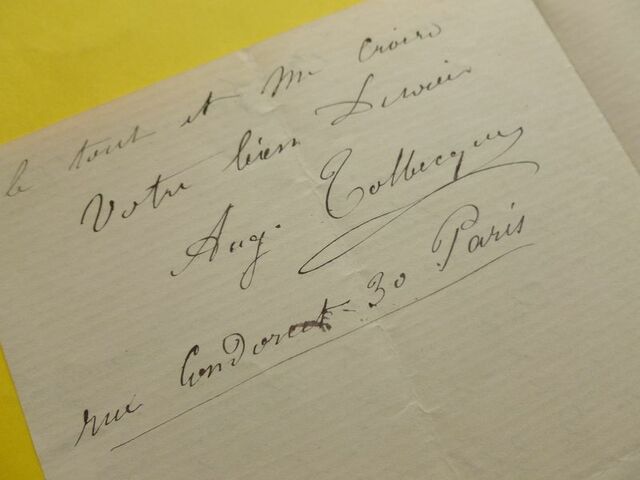 le tout et me croire
Votre bien Dévoué
Aug. Tolbecque
rue Condorcet 30 Paris